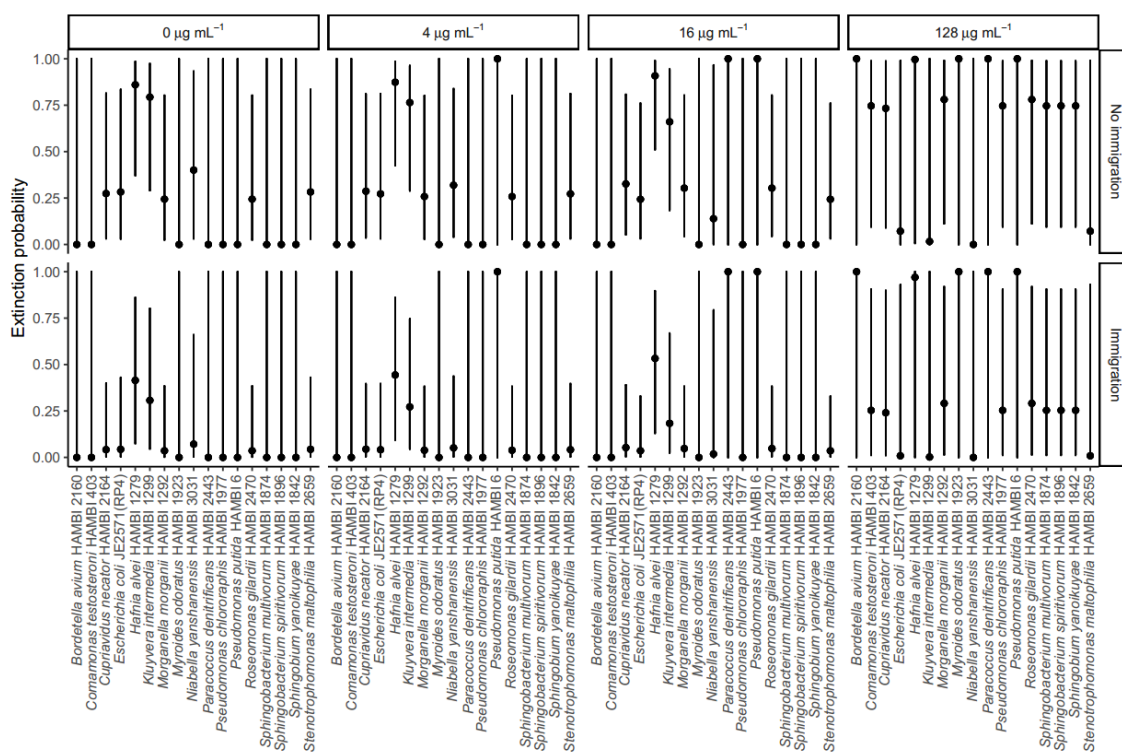 0 µg mL−1
4 µg mL−1
16 µg mL−1
128 µg mL−1
Extinction probability
1.00
0.75
0.50
0.25
0.00
No immigration
1.00
0.75
0.50
0.25
0.00
Immigration
Bordetella avium HAMBI 2160
Comamonas testosteroni HAMBI 403
Cupriavidus necator HAMBI 2164
Escherichia coli JE2571(RP4)
Hafnia alvei HAMBI 1279
Kluyvera intermedia HAMBI 1299
Morganella morganii HAMBI 1292
Myroides odoratus HAMBI 1923
Niabella yanshanensis HAMBI 3031
Paracoccus denitrificans HAMBI 2443
Pseudomonas chloraphis HAMBI 1977
Pseudomonas putida HAMBI 6
Roseomonas gilardii HAMBI 2470
Sphingobacterium multivorum HAMBI 1874
Sphingobacterium spiritivorum HAMBI 1896
Sphingobium yamoikuyae HAMBI 1842
Stenotrophomonas maltophilia HAMBI 2659
Bordetella avium HAMBI 2160
Comamonas testosteroni HAMBI 403
Cupriavidus necator HAMBI 2164
Escherichia coli JE2571(RP4)
Hafnia alvei HAMBI 1279
Kluyvera intermedia HAMBI 1299
Morganella morganii HAMBI 1292
Myroides odoratus HAMBI 1923
Niabella yanshanensis HAMBI 3031
Paracoccus denitrificans HAMBI 2443
Pseudomonas chloraphis HAMBI 1977
Pseudomonas putida HAMBI 6
Roseomonas gilardii HAMBI 2470
Sphingobacterium multivorum HAMBI 1874
Sphingobacterium spiritivorum HAMBI 1896
Sphingobium yamoikuyae HAMBI 1842
Stenotrophomonas maltophilia HAMBI 2659
Bordetella avium HAMBI 2160
Comamonas testosteroni HAMBI 403
Cupriavidus necator HAMBI 2164
Escherichia coli JE2571(RP4)
Hafnia alvei HAMBI 1279
Kluyvera intermedia HAMBI 1299
Morganella morganii HAMBI 1292
Myroides odoratus HAMBI 1923
Niabella yanshanensis HAMBI 3031
Paracoccus denitrificans HAMBI 2443
Pseudomonas chloraphis HAMBI 1977
Pseudomonas putida HAMBI 6
Roseomonas gilardii HAMBI 2470
Sphingobacterium multivorum HAMBI 1874
Sphingobacterium spiritivorum HAMBI 1896
Sphingobium yamoikuyae HAMBI 1842
Stenotrophomonas maltophilia HAMBI 2659
Bordetella avium HAMBI 2160
Comamonas testosteroni HAMBI 403
Cupriavidus necator HAMBI 2164
Escherichia coli JE2571(RP4)
Hafnia alvei HAMBI 1279
Kluyvera intermedia HAMBI 1299
Morganella morganii HAMBI 1292
Myroides odoratus HAMBI 1923
Niabella yanshanensis HAMBI 3031
Paracoccus denitrificans HAMBI 2443
Pseudomonas chloraphis HAMBI 1977
Pseudomonas putida HAMBI 6
Roseomonas gilardii HAMBI 2470
Sphingobacterium multivorum HAMBI 1874
Sphingobacterium spiritivorum HAMBI 1896
Sphingobium yamoikuyae HAMBI 1842
Stenotrophomonas maltophilia HAMBI 2659